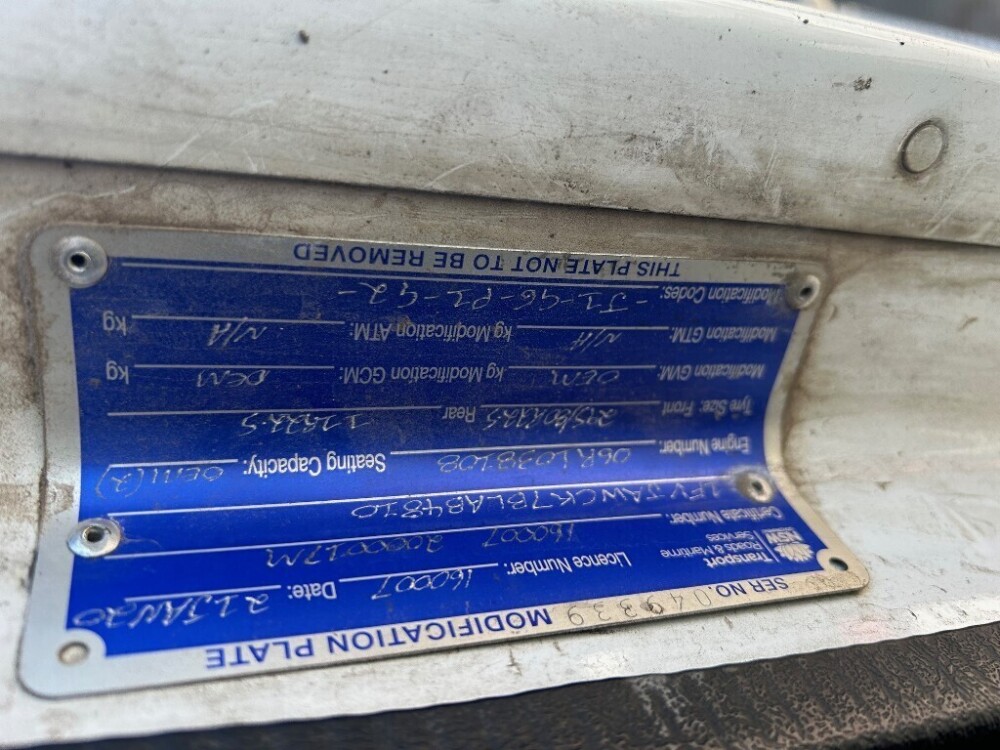 SER NO. 049339 MODIFICATION PLATE
Transport
Roads & Maritime
Services
NSW
Licence Number: 160007 Date: 21JAN20
Certificate Number: 160007 2000017M
1FVJAWCK7BLAB4810
Engine Number: 06R1038208 Seating Capacity: OEM(2)
Tyre Size: Front 275/80R22.5 Rear 11R22.5
Modification GVM: OEM kg Modification GCM: OEM kg
Modification GTM: N/A kg Modification ATM: N/A kg
Modification Codes: -J1-G6-P1-G2-
THIS PLATE NOT TO BE REMOVED